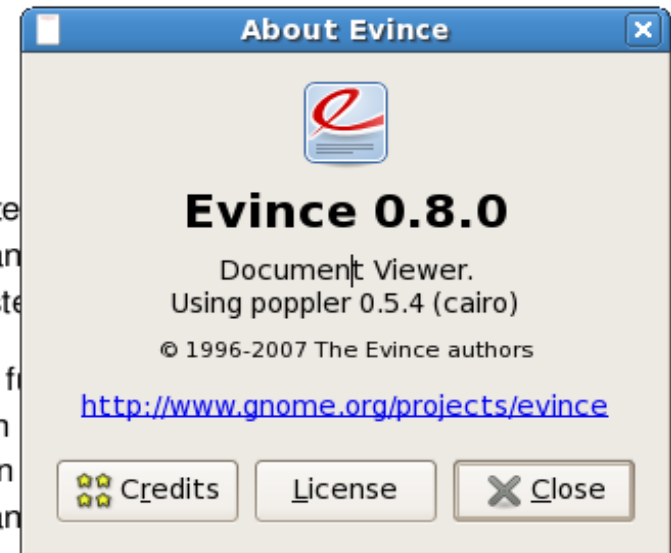 About Evince
Evince 0.8.0
Document Viewer.
Using poppler 0.5.4 (cairo)
© 1996-2007 The Evince authors
http://www.gnome.org/projects/evince
Credits
License
Close